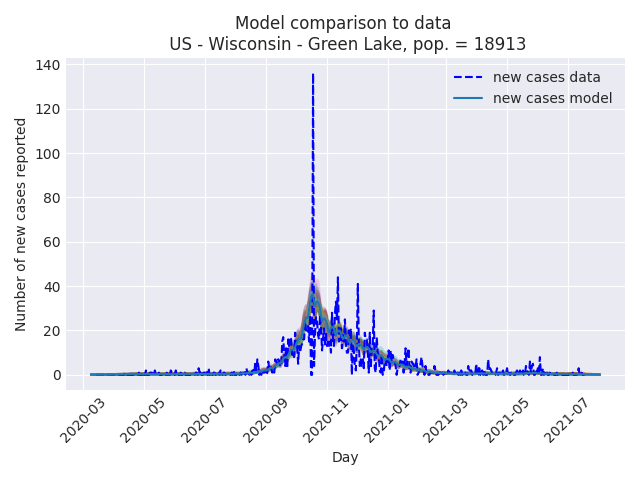 Model comparison to data
US - Wisconsin - Green Lake, pop. = 18913
140
120
100
80
60
40
20
0
Number of new cases reported
new cases data
new cases model
2020-03
2020-05
2020-07
2020-09
2020-11
2021-01
2021-03
2021-05
2021-07
Day